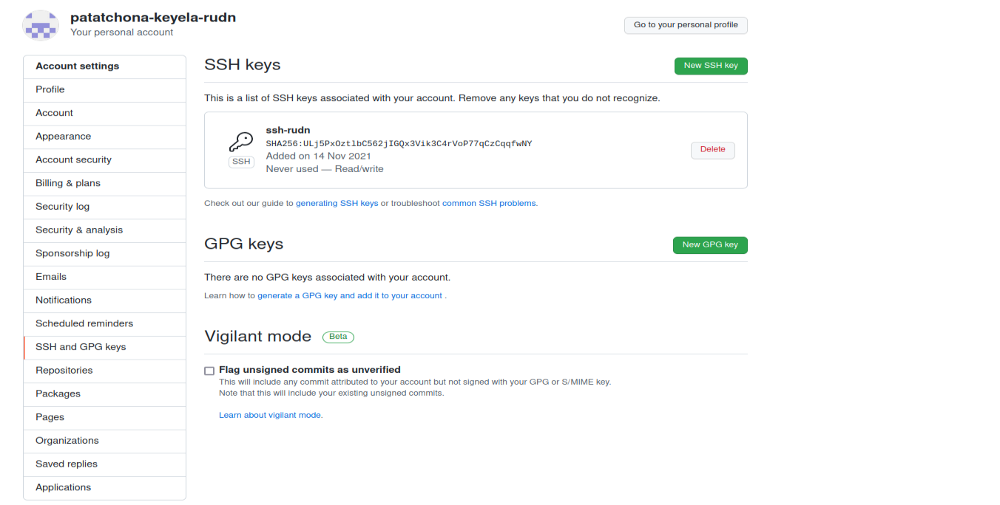 patatchona-keyela-rudn
Your personal account
Go to your personal profile
Account settings
Profile
Account
Appearance
Account security
Billing & plans
Security log
Security & analysis
Sponsorship log
Emails
Notifications
Scheduled reminders
SSH and GPG keys
Repositories
Packages
Pages
Organizations
Saved replies
Applications
SSH keys
New SSH key
This is a list of SSH keys associated with your account. Remove any keys that you do not recognize.
ssh-rudn
SHA256:ULj5PxOztlbC562jIGQx3Vik3C4rVoP77qCzCqqfwNY
Added on 14 Nov 2021
Never used — Read/write
SSH
Delete
Check out our guide to generating SSH keys or troubleshoot common SSH problems.
GPG keys
New GPG key
There are no GPG keys associated with your account.
Learn how to generate a GPG key and add it to your account .
Vigilant mode Beta
Flag unsigned commits as unverified
This will include any commit attributed to your account but not signed with your GPG or S/MIME key.
Note that this will include your existing unsigned commits.
Learn about vigilant mode.